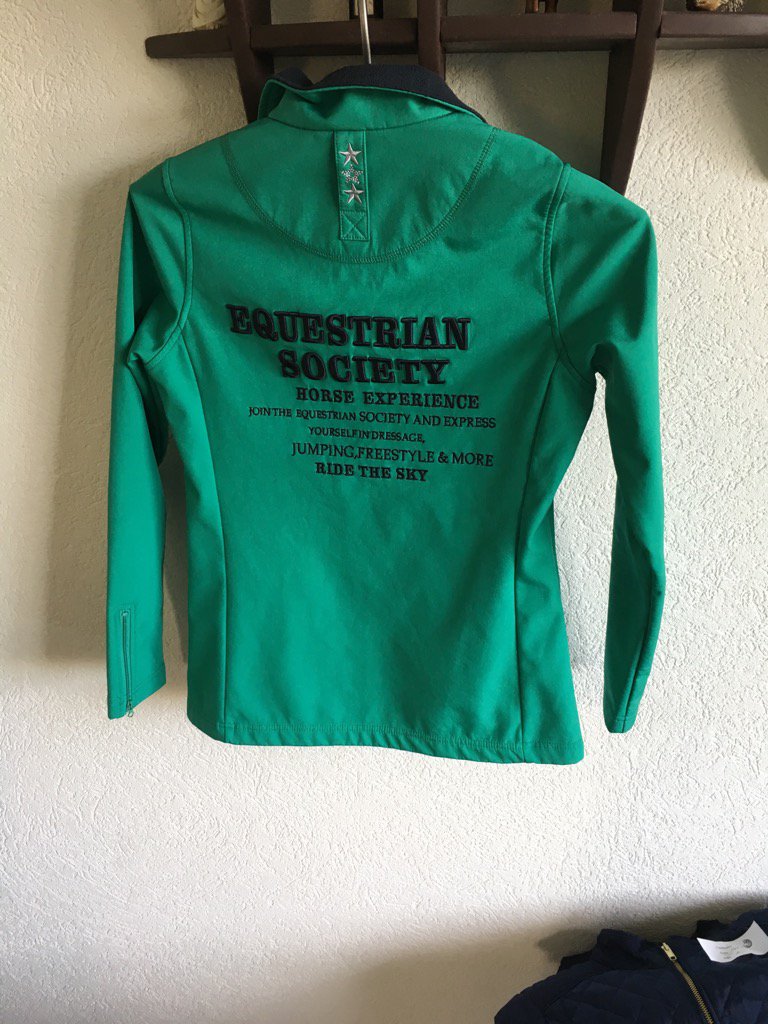 EQUESTRIAN
SOCIETY
HORSE EXPERIENCE
JOIN THE EQUESTRIAN SOCIETY AND EXPRESS
YOURSELF IN DRESSAGE,
JUMPING, FREESTYLE & MORE
RIDE THE SKY